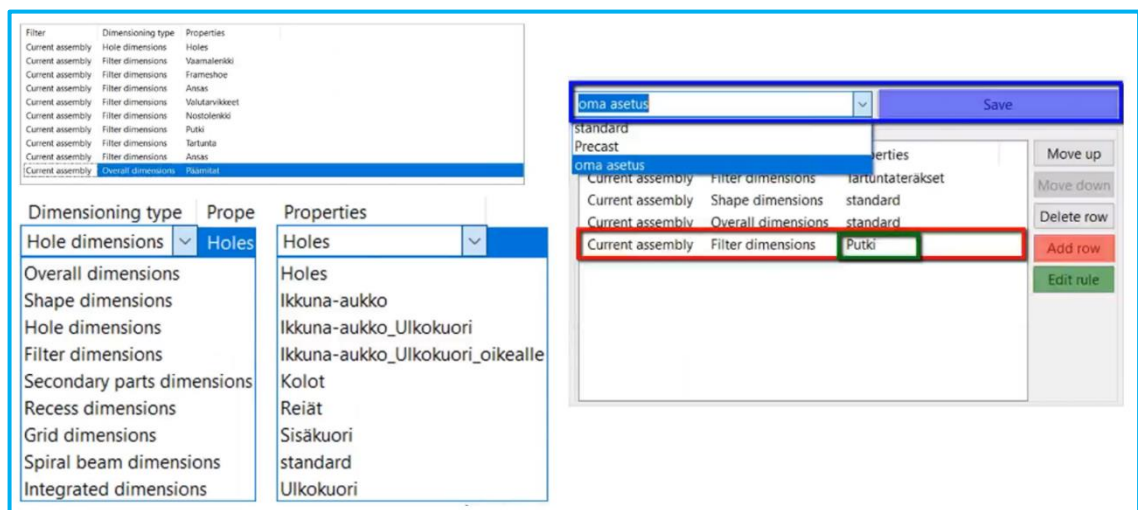 Filter Dimensioning type Properties
Current assembly Hole dimensions Holes
Current assembly Filter dimensions Vaarnalenkki
Current assembly Filter dimensions Frameshoe
Current assembly Filter dimensions Ansas
Current assembly Filter dimensions Valutarvikkeet
Current assembly Filter dimensions Nostolenkki
Current assembly Filter dimensions Putki
Current assembly Filter dimensions Tartunta
Current assembly Filter dimensions Ansas
Current assembly Overall dimensions Päämitat
Dimensioning type Prope
Hole dimensions Holes
Overall dimensions
Shape dimensions
Hole dimensions
Filter dimensions
Secondary parts dimensions
Recess dimensions
Grid dimensions
Spiral beam dimensions
Integrated dimensions
Properties
Holes
Holes
Ikkuna-aukko
Ikkuna-aukko_Ulkokuori
Ikkuna-aukko_Ulkokuori_oikealle
Kolot
Reiät
Sisäkuori
standard
Ulkokuori
oma asetus Save
standard
Precast
oma asetus
perties
Current assembly Filter dimensions Tartuntateräkset
Current assembly Shape dimensions standard
Current assembly Overall dimensions standard
Current assembly Filter dimensions Putki
Move up
Move down
Delete row
Add row
Edit rule